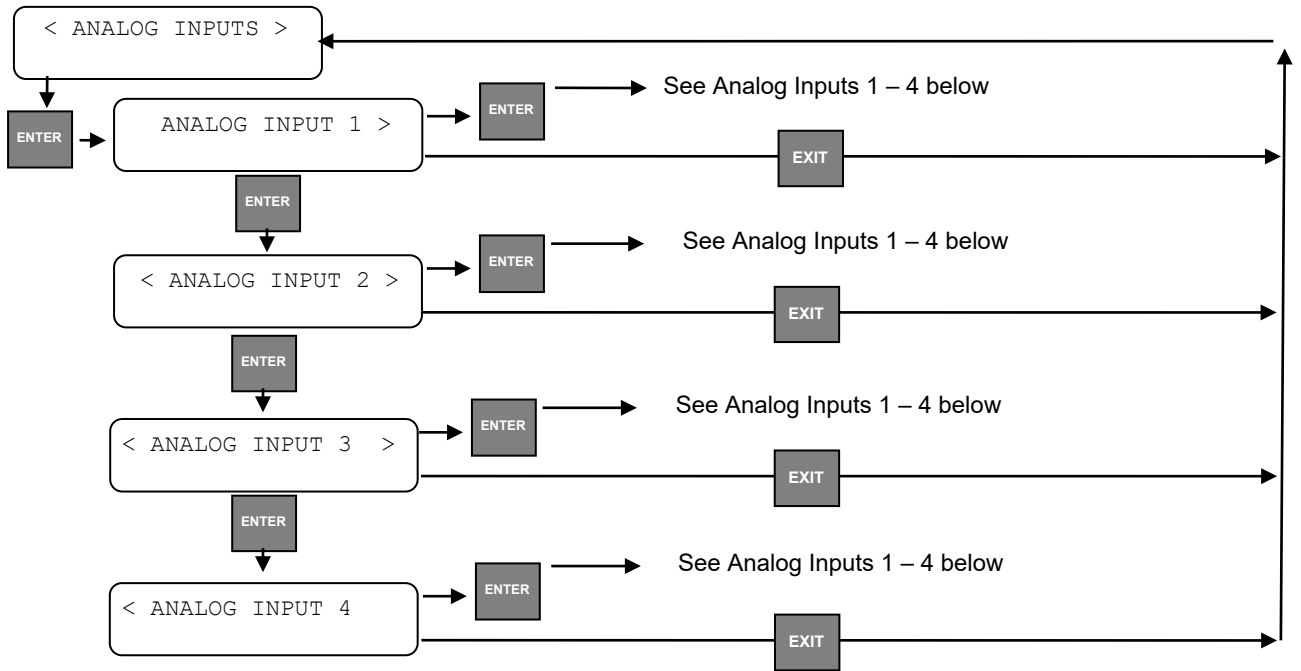 < ANALOG INPUTS >
ENTER
ANALOG INPUT 1 >
ENTER
See Analog Inputs 1 – 4 below
EXIT
ENTER
< ANALOG INPUT 2 >
ENTER
See Analog Inputs 1 – 4 below
EXIT
ENTER
< ANALOG INPUT 3 >
ENTER
See Analog Inputs 1 – 4 below
EXIT
ENTER
< ANALOG INPUT 4
ENTER
See Analog Inputs 1 – 4 below
EXIT